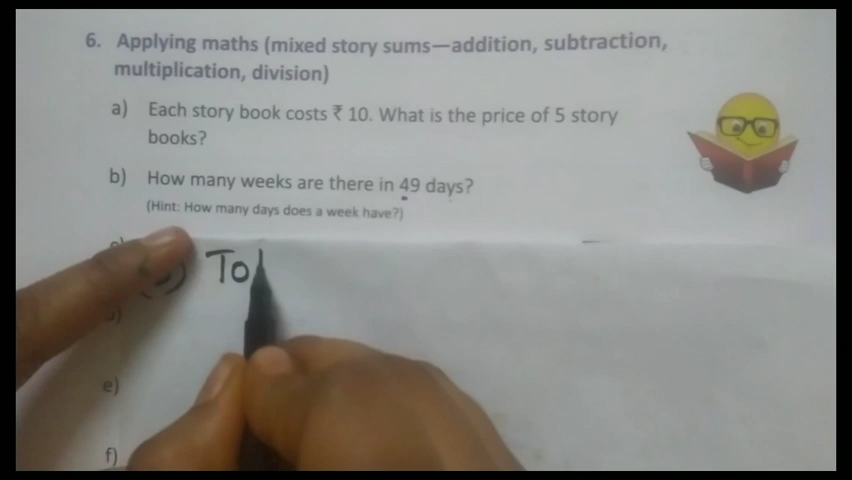 6. Applying maths (mixed story sums—addition, subtraction,
multiplication, division)
a) Each story book costs ₹ 10. What is the price of 5 story
books?
b) How many weeks are there in 49 days?
(Hint: How many days does a week have?)
To
e)
f)